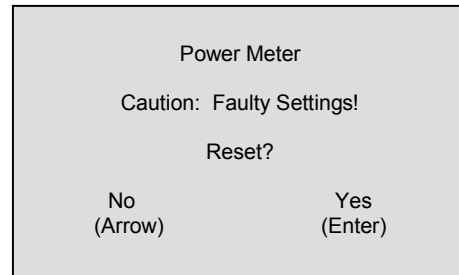 Power Meter
Caution: Faulty Settings!
Reset?
No Yes
(Arrow) (Enter)